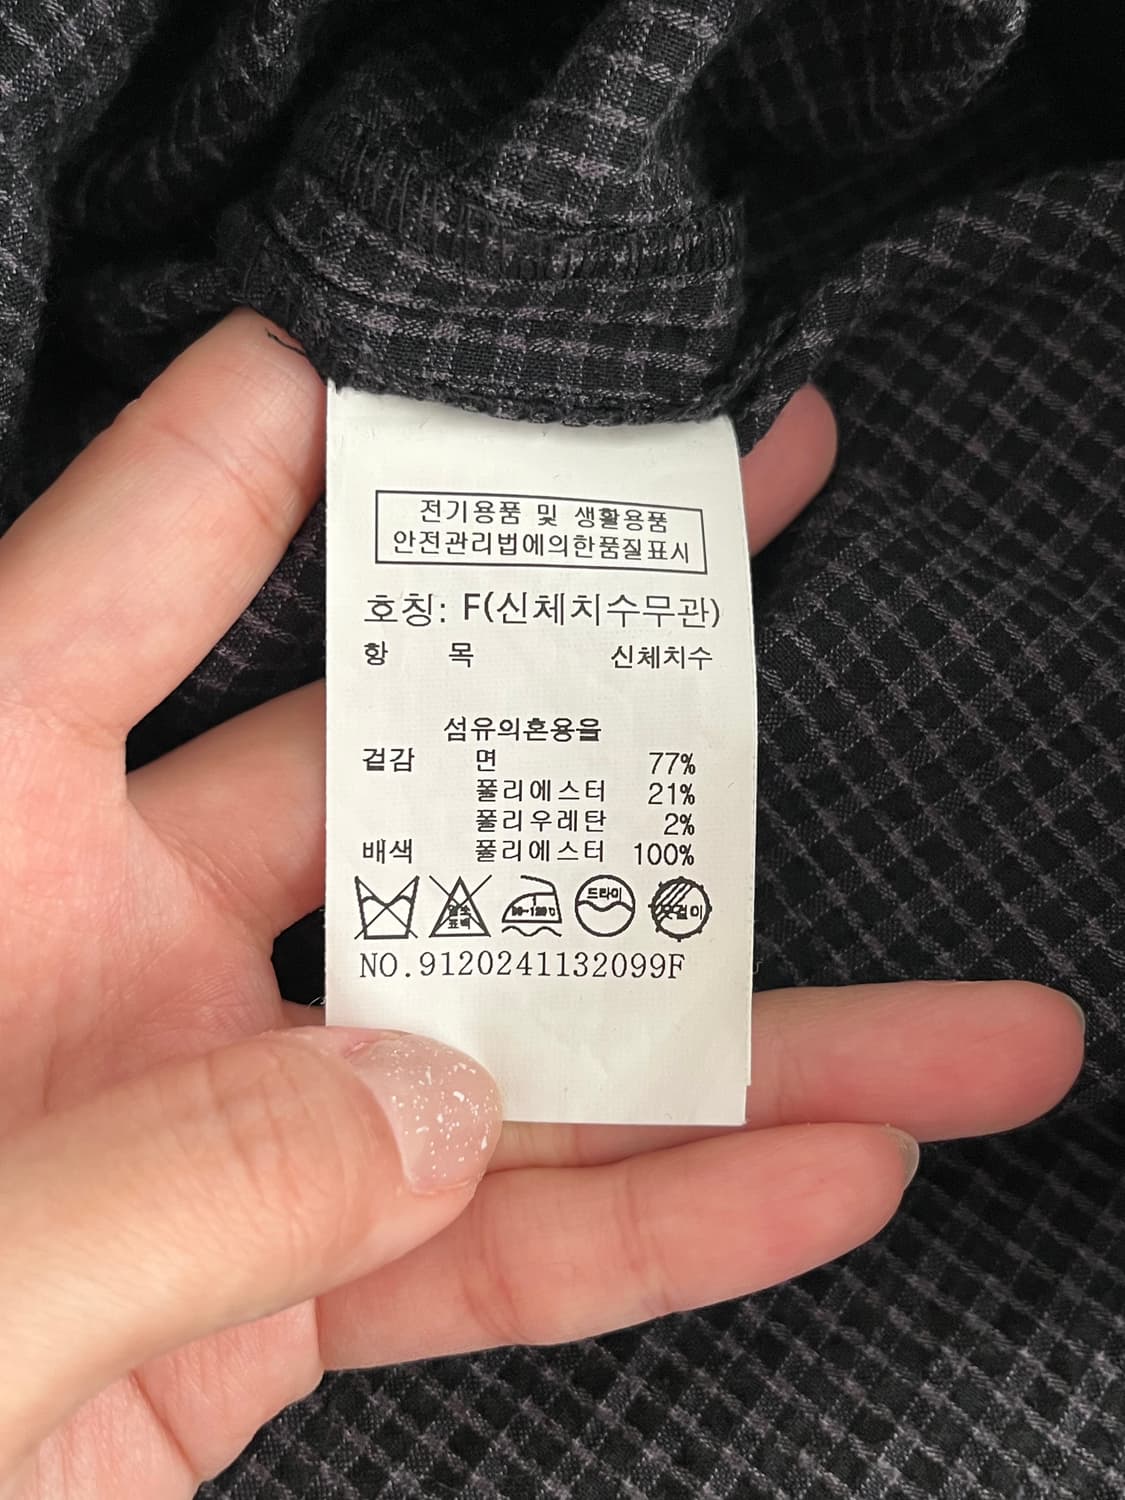 전기용품 및 생활용품
안전관리법에의한품질표시
호칭: F(신체치수무관)
항 목 신체치수
섬유의혼용율
겉감 면 77%
폴리에스터 21%
폴리우레탄 2%
배색 폴리에스터 100%
표백
드라이
NO.9120241132099F